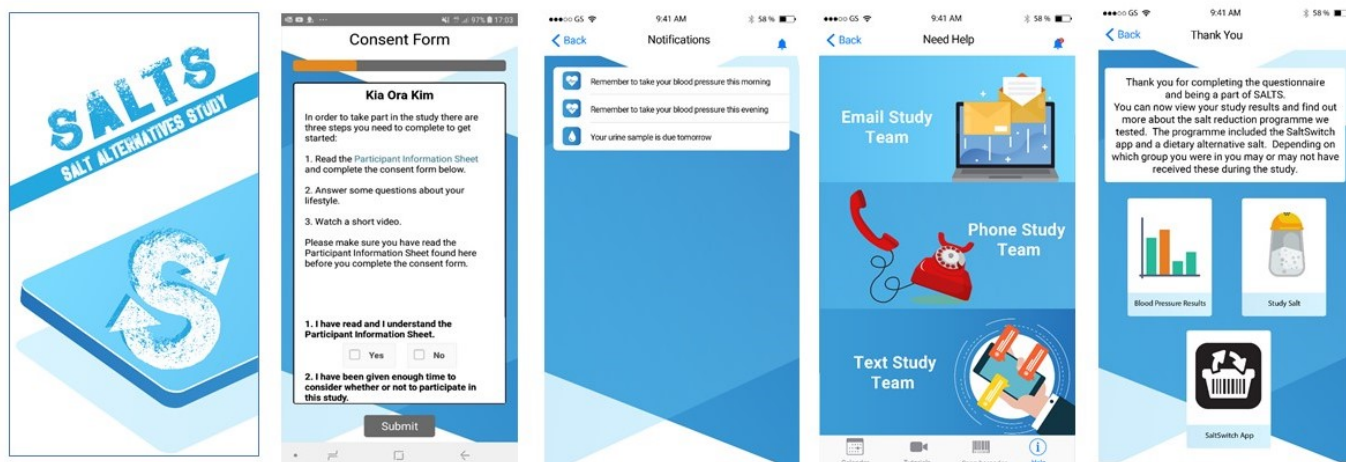 SALTS
SALT ALTERNATIVES STUDY
97% 17:03
Consent Form
Kia Ora Kim
In order to take part in the study there are
three steps you need to complete to get
started:
1. Read the Participant Information Sheet
and complete the consent form below.
2. Answer some questions about your
lifestyle.
3. Watch a short video.
Please make sure you have read the
Participant Information Sheet found here
before you complete the consent form.
1. I have read and I understand the
Participant Information Sheet.
Yes No
2. I have been given enough time to
consider whether or not to participate in
this study.
Submit
GS 9:41 AM 58 %
Back Notifications
Remember to take your blood pressure this morning
Remember to take your blood pressure this evening
Your urine sample is due tomorrow
GS 9:41 AM 58 %
Back Need Help
Email Study
Team
Phone Study
Team
Text Study
Team
Help
GS 9:41 AM 58 %
Back Thank You
Thank you for completing the questionnaire
and being a part of SALTS.
You can now view your study results and find out
more about the salt reduction programme we
tested. The programme included the SaltSwitch
app and a dietary alternative salt. Depending on
which group you were in you may or may not have
received these during the study.
Blood Pressure Results
Study Salt
SaltSwitch App